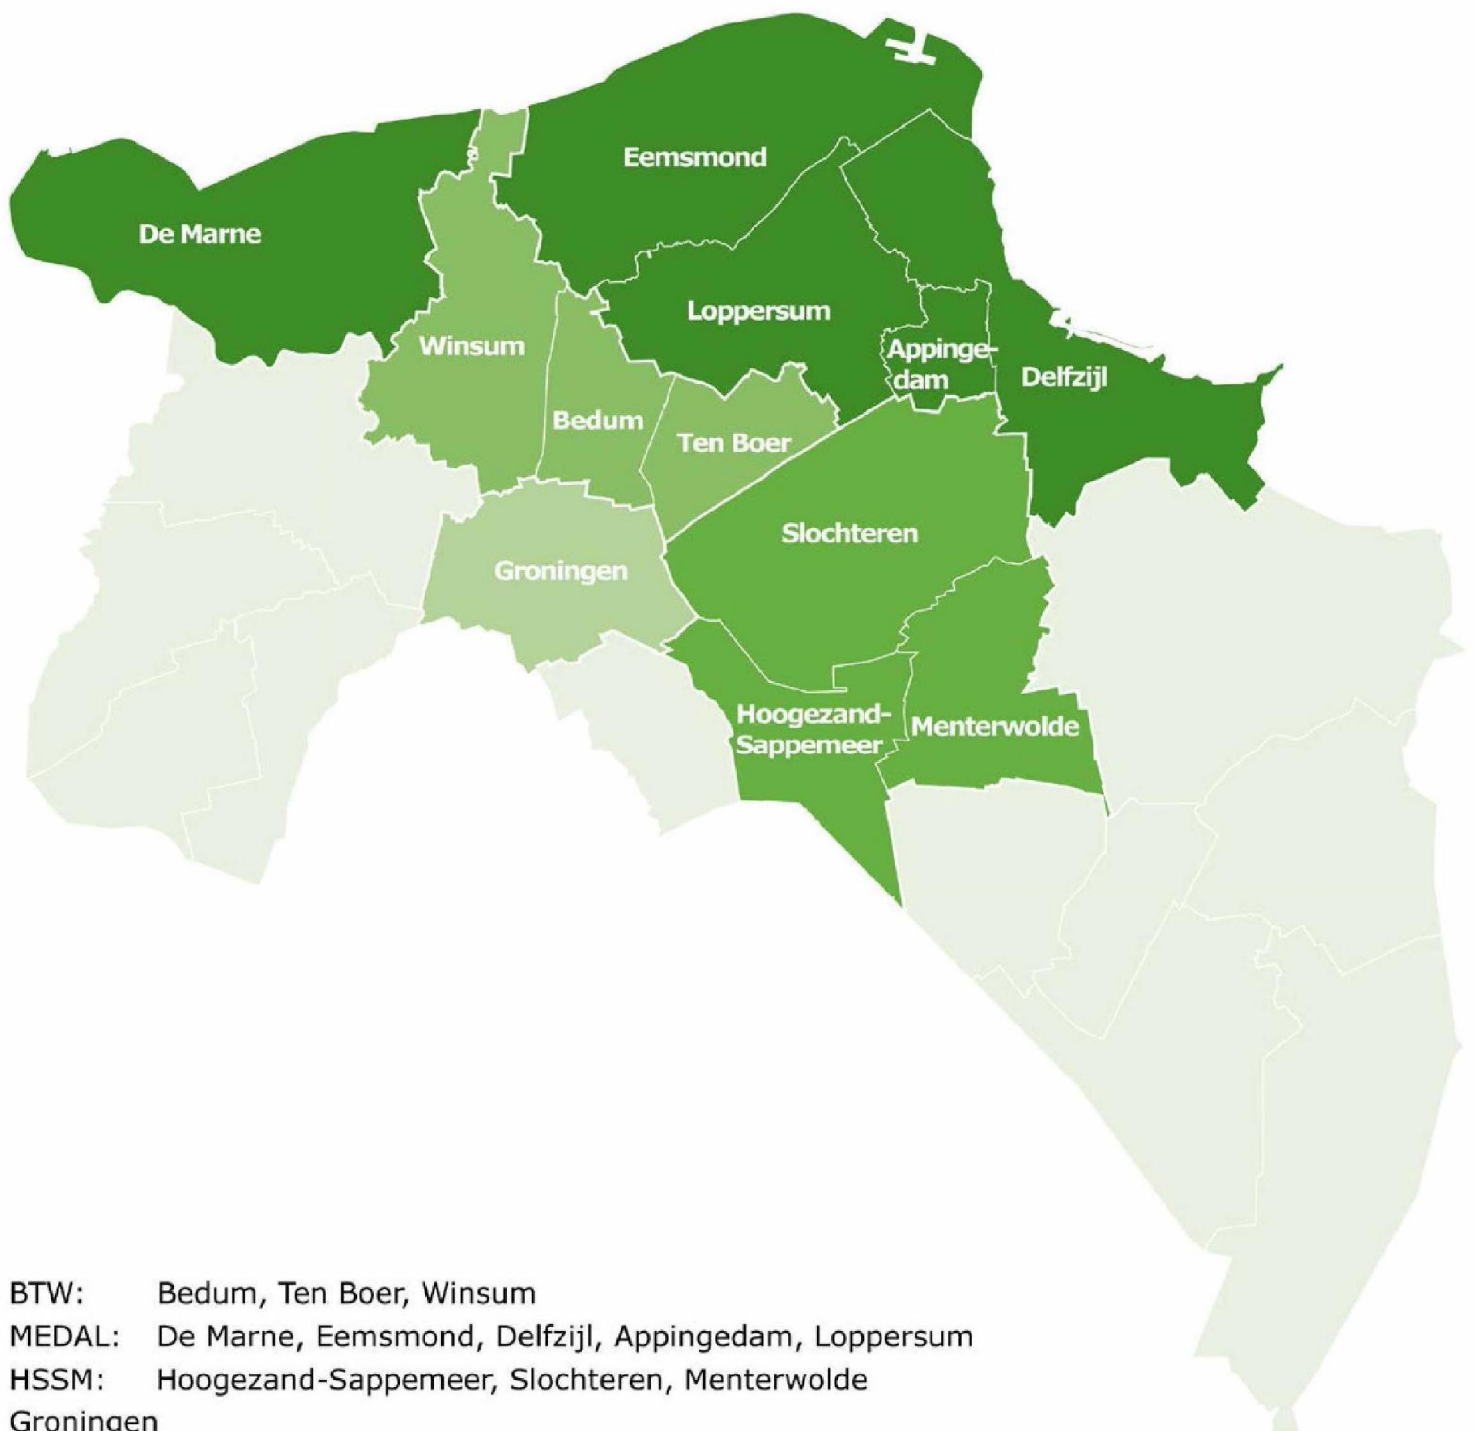 Eemsmond
De Marne
Loppersum
Winsum
Appinge-
dam
Delfzijl
Bedum
Ten Boer
Slochteren
Groningen
Hoogezand-
Sappemeer
Menterwolde
BTW: Bedum, Ten Boer, Winsum
MEDAL: De Marne, Eemsmond, Delfzijl, Appingedam, Loppersum
HSSM: Hoogezand-Sappemeer, Slochteren, Menterwolde
Groningen